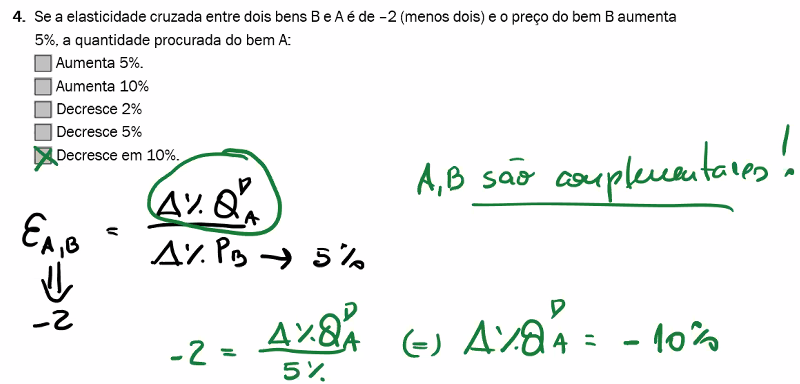 4. Se a elasticidade cruzada entre dois bens B e A é de –2 (menos dois) e o preço do bem B aumenta
5%, a quantidade procurada do bem A:
Aumenta 5%.
Aumenta 10%
Decresce 2%
Decresce 5%
Decresce em 10%.
A,B são complementares!
Ɛ A,B = Δ% Q^D_A
Δ% P_B → 5%
⇓
-2
-2 = Δ%Q^D_A (=) Δ%Q^D_A = -10%
5%